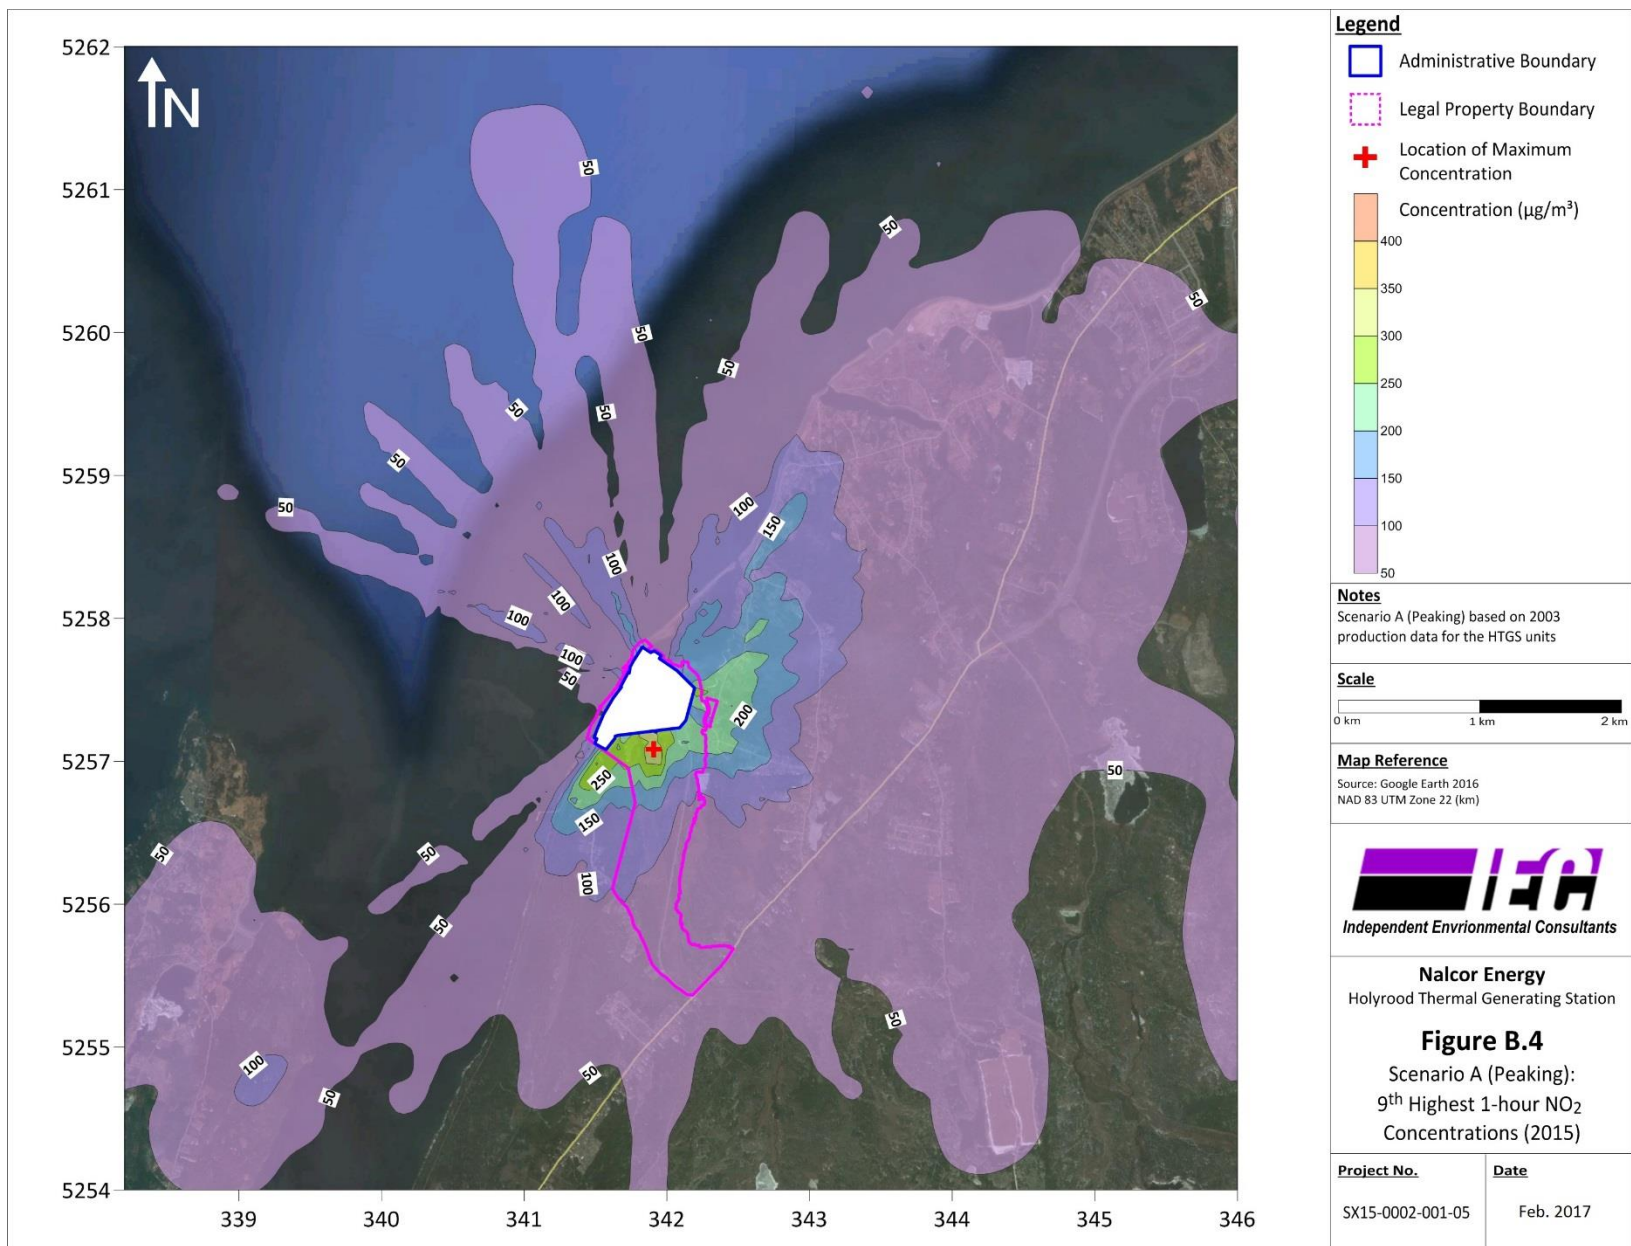 5262
5261
5260
5259
5258
5257
5256
5255
5254
339
340
341
342
343
344
345
346
N
50
50
50
50
50
50
50
50
50
50
100
150
100
100
100
100
50
200
250
150
100
50
50
50
100
50
50
50
50
Legend
Administrative Boundary
Legal Property Boundary
Location of Maximum
Concentration
Concentration (µg/m³)
400
350
300
250
200
150
100
50
Notes
Scenario A (Peaking) based on 2003
production data for the HTGS units
Scale
0 km 1 km 2 km
Map Reference
Source: Google Earth 2016
NAD 83 UTM Zone 22 (km)
IEC
Independent Envrionmental Consultants
Nalcor Energy
Holyrood Thermal Generating Station
Figure B.4
Scenario A (Peaking):
9th Highest 1-hour NO2
Concentrations (2015)
Project No. Date
SX15-0002-001-05 Feb. 2017